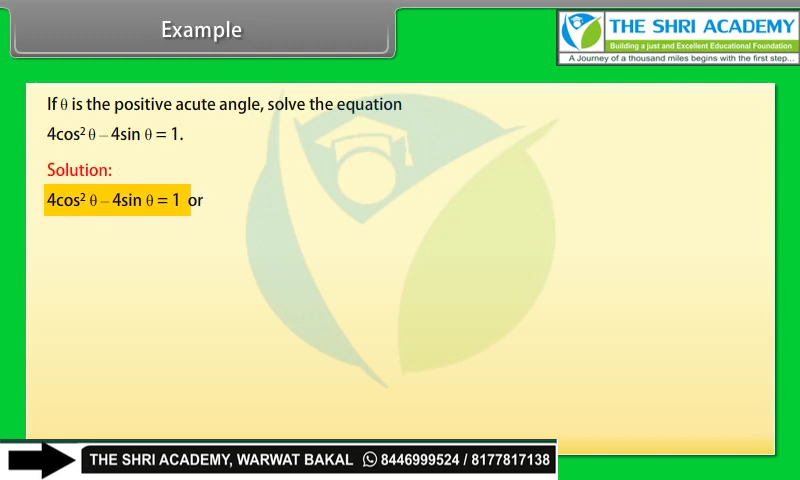 Example
THE SHRI ACADEMY
Building a just and Excellent Educational Foundation
A Journey of a thousand miles begins with the first step...
If θ is the positive acute angle, solve the equation
4cos² θ – 4sin θ = 1.
Solution:
4cos² θ – 4sin θ = 1 or
THE SHRI ACADEMY, WARWAT BAKAL 8446999524 / 8177817138